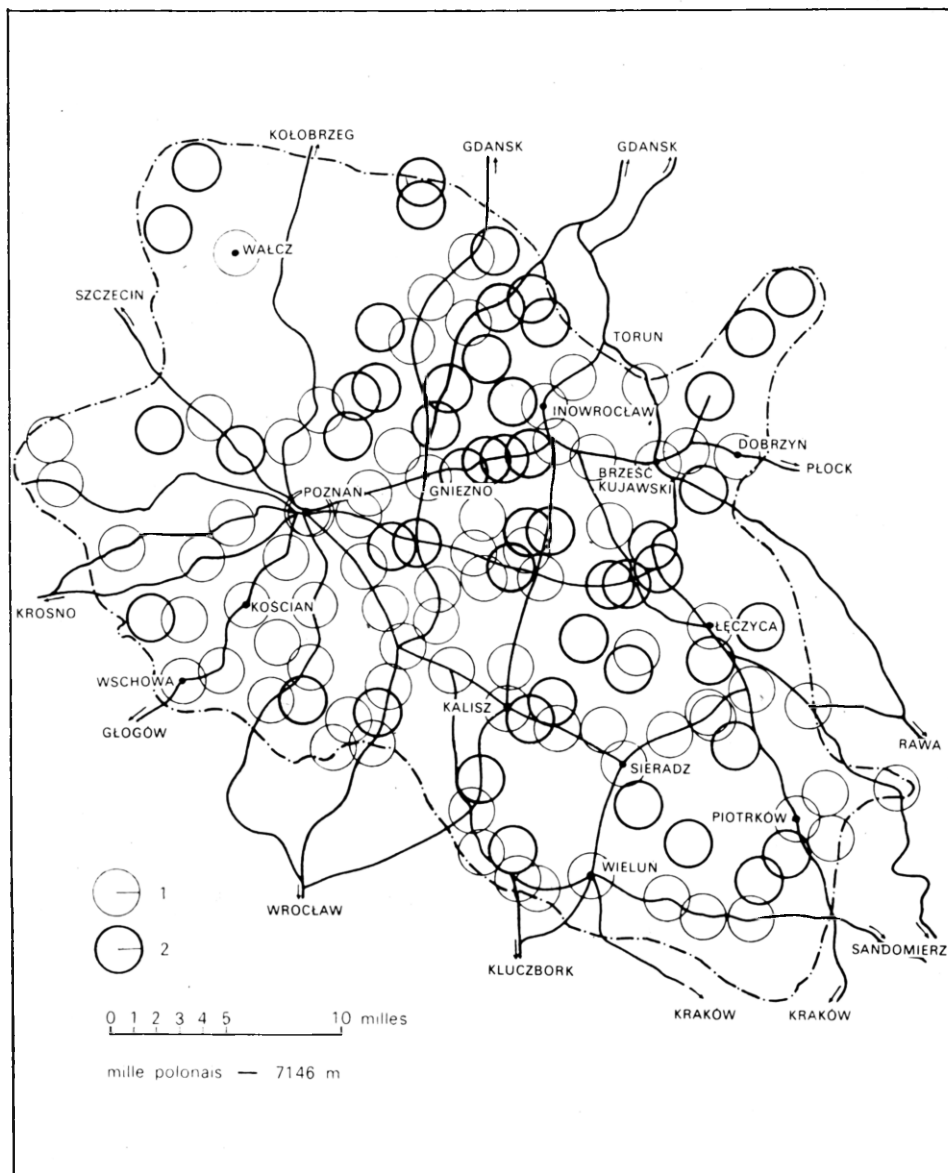 KOŁOBRZEG
GDANSK
GDANSK
WAŁCZ
SZCZECIN
TORUN
INOWROCŁAW
DOBRZYN
PŁOCK
BRZEŚĆ
KUJAWSKI
POZNAN
GNIEZNO
KROSNO
KOŚCIAN
ŁĘCZYCA
WSCHOWA
KALISZ
GŁOGÓW
RAWA
SIERADZ
PIOTRKÓW
WIELUN
1
WROCŁAW
2
SANDOMIERZ
KLUCZBORK
KRAKÓW
KRAKÓW
0 1 2 3 4 5 10 milles
mille polonais — 7146 m